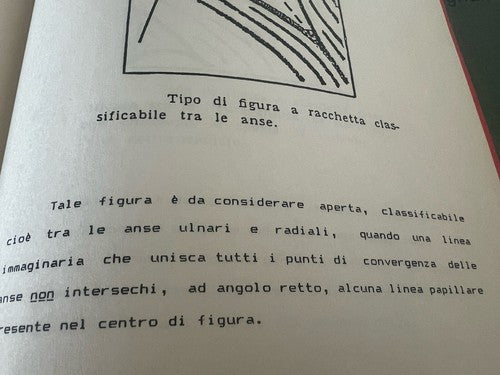 Tipo di figura a racchetta clas-
sificabile tra le anse.
Tale figura è da considerare aperta, classificabile
cioè tra le anse ulnari e radiali, quando una linea
immaginaria che unisca tutti i punti di convergenza delle
anse non intersechi, ad angolo retto, alcuna linea papillare
resente nel centro di figura.